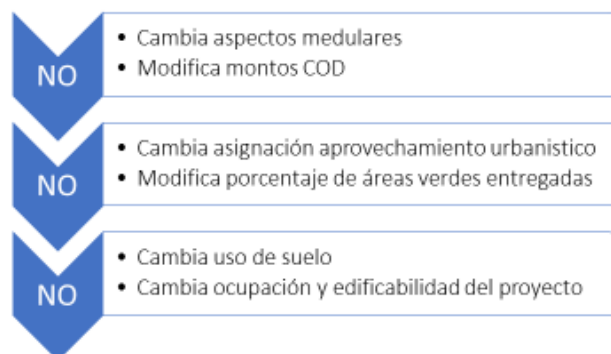 NO
• Cambia aspectos medulares
• Modifica montos COD
NO
• Cambia asignación aprovechamiento urbanistico
• Modifica porcentaje de áreas verdes entregadas
NO
• Cambia uso de suelo
• Cambia ocupación y edificabilidad del proyecto